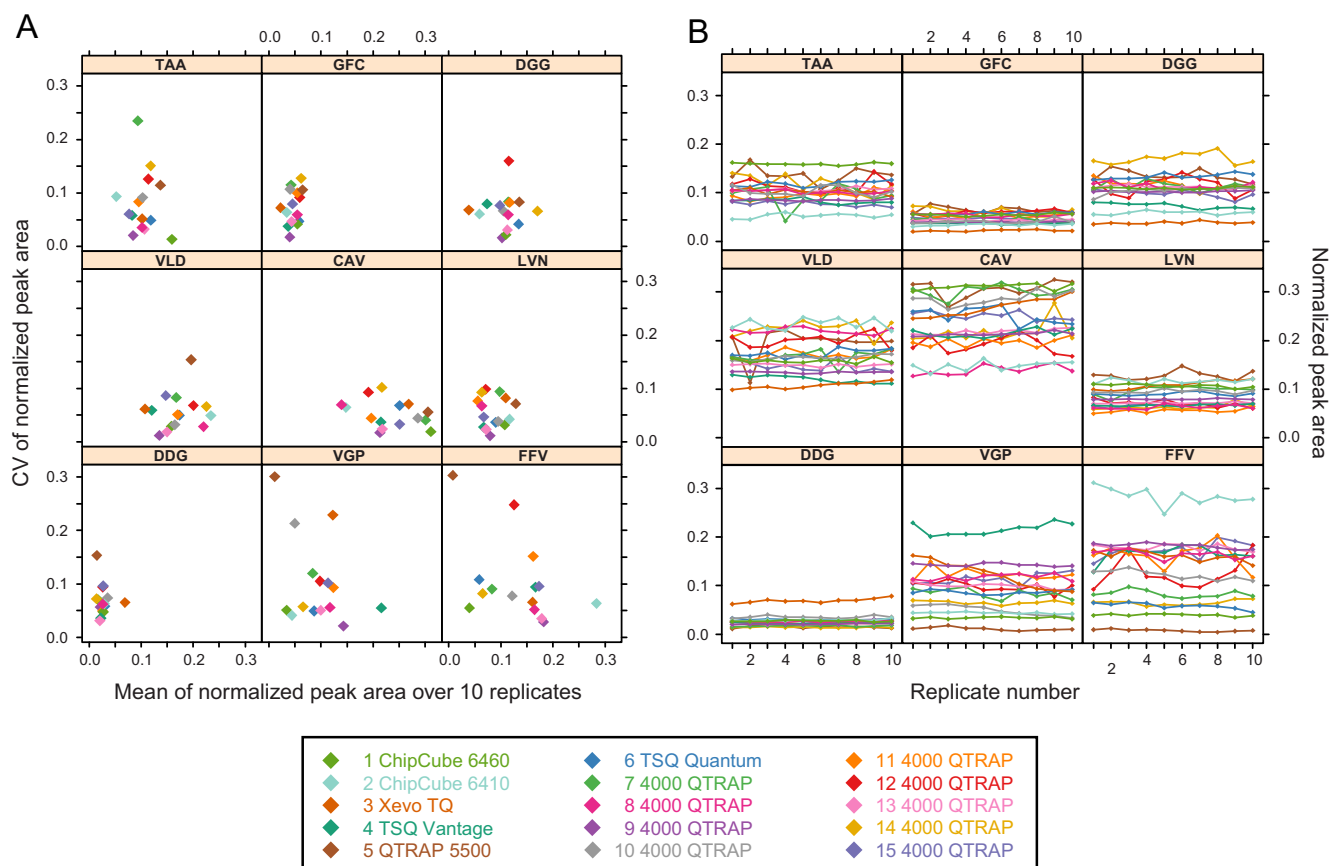 A
B
0.0 0.1 0.2 0.3
2 4 6 8 10
TAA GFC DGG
TAA GFC DGG
0.3
0.2
0.1
0.0
0.3
0.2
0.1
0.0
VLD CAV LVN
VLD CAV LVN
0.3
0.2
0.1
0.0
0.3
0.2
0.1
0.0
DDG VGP FFV
DDG VGP FFV
0.3
0.2
0.1
0.0
0.3
0.2
0.1
0.0
0.0 0.1 0.2 0.3
0.0 0.1 0.2 0.3
2 4 6 8 10
2 4 6 8 10
CV of normalized peak area
Normalized peak area
Mean of normalized peak area over 10 replicates
Replicate number
1 ChipCube 6460
2 ChipCube 6410
3 Xevo TQ
4 TSQ Vantage
5 QTRAP 5500
6 TSQ Quantum
7 4000 QTRAP
8 4000 QTRAP
9 4000 QTRAP
10 4000 QTRAP
11 4000 QTRAP
12 4000 QTRAP
13 4000 QTRAP
14 4000 QTRAP
15 4000 QTRAP